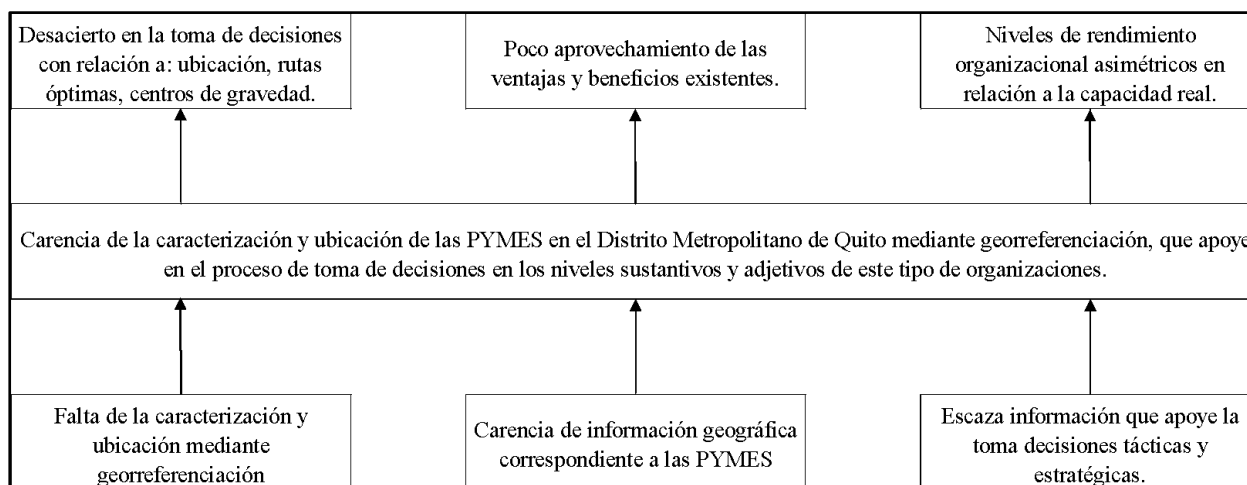 Desacierto en la toma de decisiones
con relación a: ubicación, rutas
óptimas, centros de gravedad.
Poco aprovechamiento de las
ventajas y beneficios existentes.
Niveles de rendimiento
organizacional asimétricos en
relación a la capacidad real.
Carencia de la caracterización y ubicación de las PYMES en el Distrito Metropolitano de Quito mediante georreferenciación, que apoye
en el proceso de toma de decisiones en los niveles sustantivos y adjetivos de este tipo de organizaciones.
Falta de la caracterización y
ubicación mediante
georreferenciación
Carencia de información geográfica
correspondiente a las PYMES
Escaza información que apoye la
toma decisiones tácticas y
estratégicas.